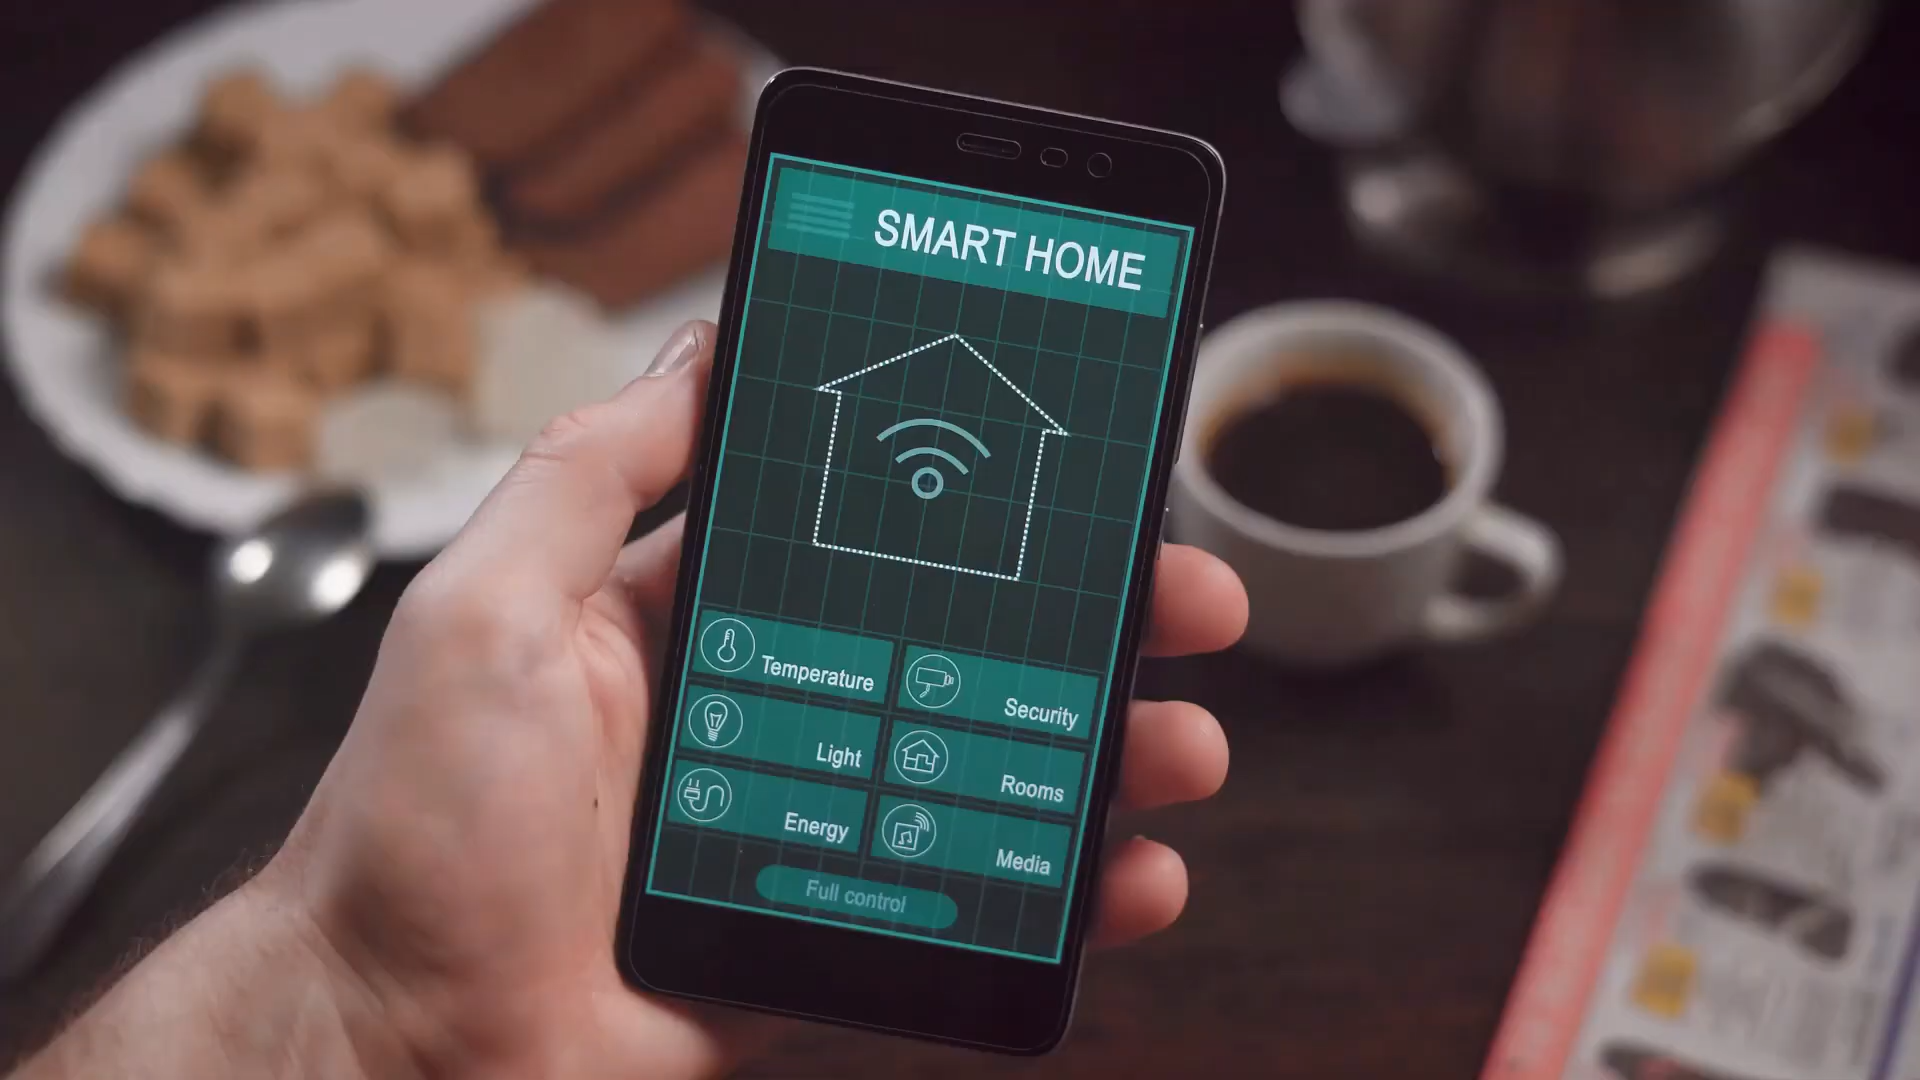 SMART HOME
Temperature
Security
Light
Rooms
Energy
Media
Full control